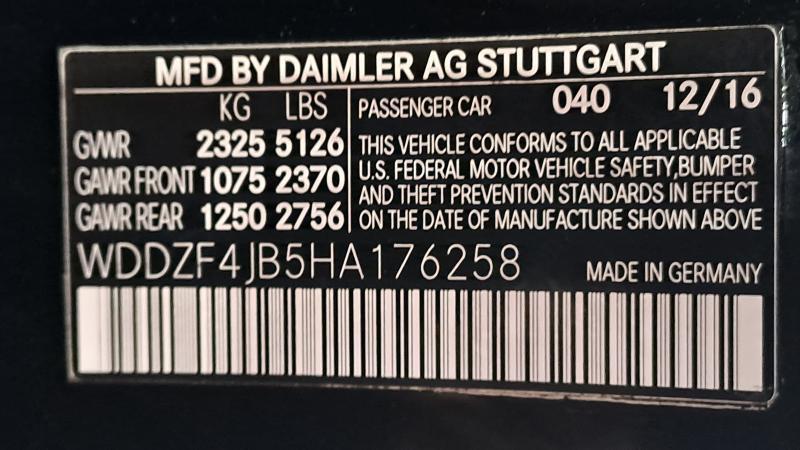 MFD BY DAIMLER AG STUTTGART
KG LBS
GVWR 2325 5126
GAWR FRONT 1075 2370
GAWR REAR 1250 2756
PASSENGER CAR 040 12/16
THIS VEHICLE CONFORMS TO ALL APPLICABLE
U.S. FEDERAL MOTOR VEHICLE SAFETY,BUMPER
AND THEFT PREVENTION STANDARDS IN EFFECT
ON THE DATE OF MANUFACTURE SHOWN ABOVE
WDDZF4JB5HA176258 MADE IN GERMANY